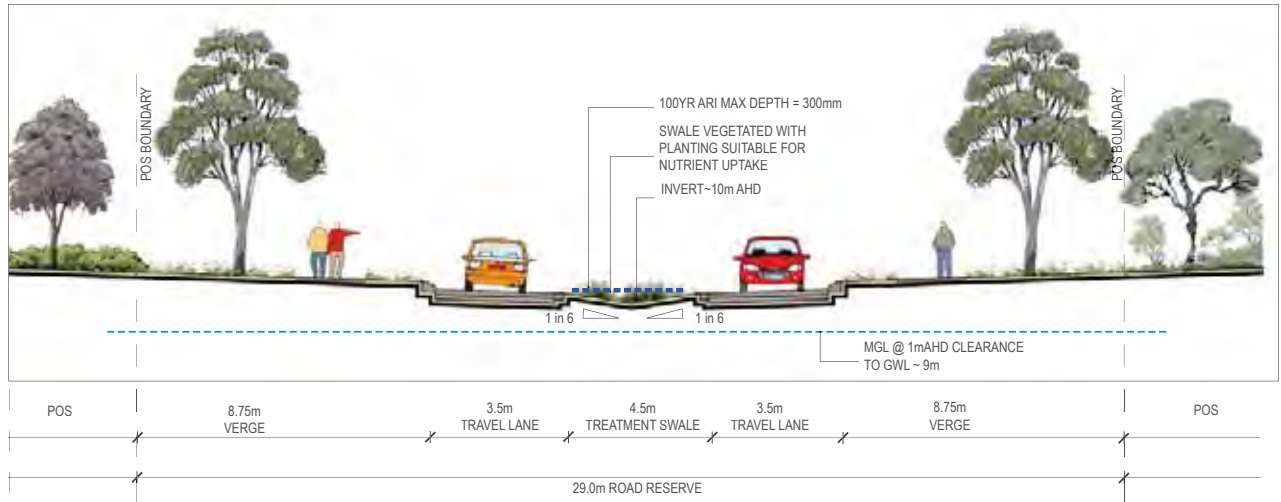 POS BOUNDARY
100YR ARI MAX DEPTH = 300mm
SWALE VEGETATED WITH
PLANTING SUITABLE FOR
NUTRIENT UPTAKE
INVERT~10m AHD
POS BOUNDARY
1 in 6
1 in 6
MGL @ 1mAHD CLEARANCE
TO GWL ~ 9m
POS
8.75m
VERGE
3.5m
TRAVEL LANE
4.5m
TREATMENT SWALE
3.5m
TRAVEL LANE
8.75m
VERGE
POS
29.0m ROAD RESERVE